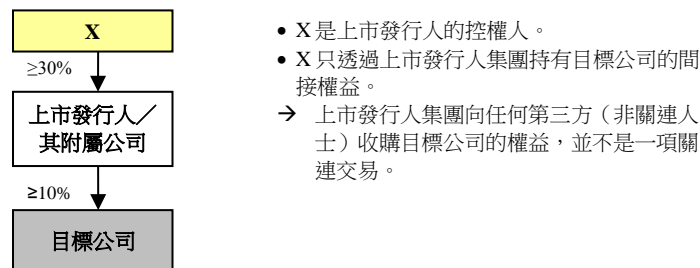 X
≥30%
上市發行人／
其附屬公司
≥10%
目標公司
• X 是上市發行人的控權人。
• X 只透過上市發行人集團持有目標公司的間
接權益。
→ 上市發行人集團向任何第三方（非關連人
士）收購目標公司的權益，並不是一項關
連交易。